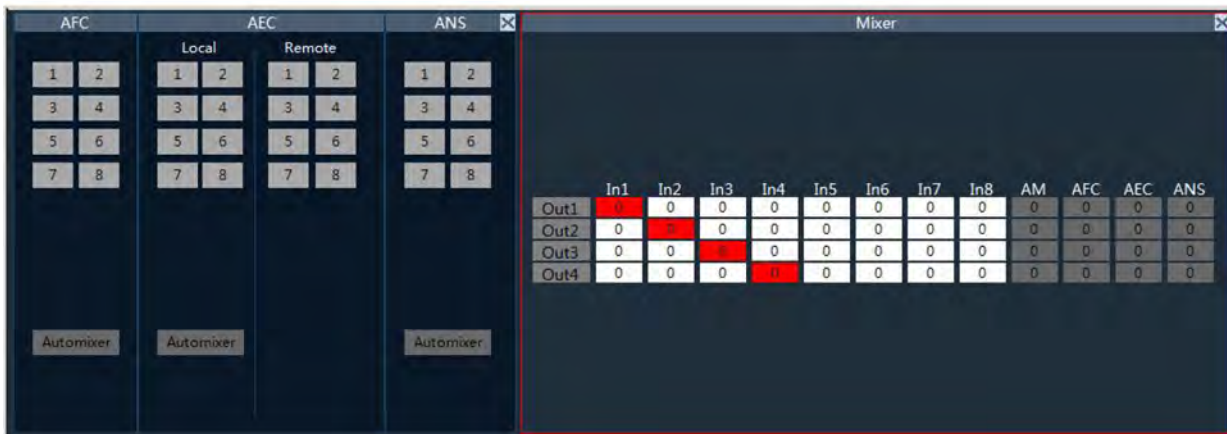 AFC AEC ANS Mixer
Local Remote
1 2 1 2 1 2 1 2
3 4 3 4 3 4 3 4
5 6 5 6 5 6 5 6
7 8 7 8 7 8 7 8
Automixer Automixer Automixer
In1 In2 In3 In4 In5 In6 In7 In8 AM AFC AEC ANS
Out1 0 0 0 0 0 0 0 0 0 0 0 0
Out2 0 0 0 0 0 0 0 0 0 0 0 0
Out3 0 0 0 0 0 0 0 0 0 0 0 0
Out4 0 0 0 0 0 0 0 0 0 0 0 0